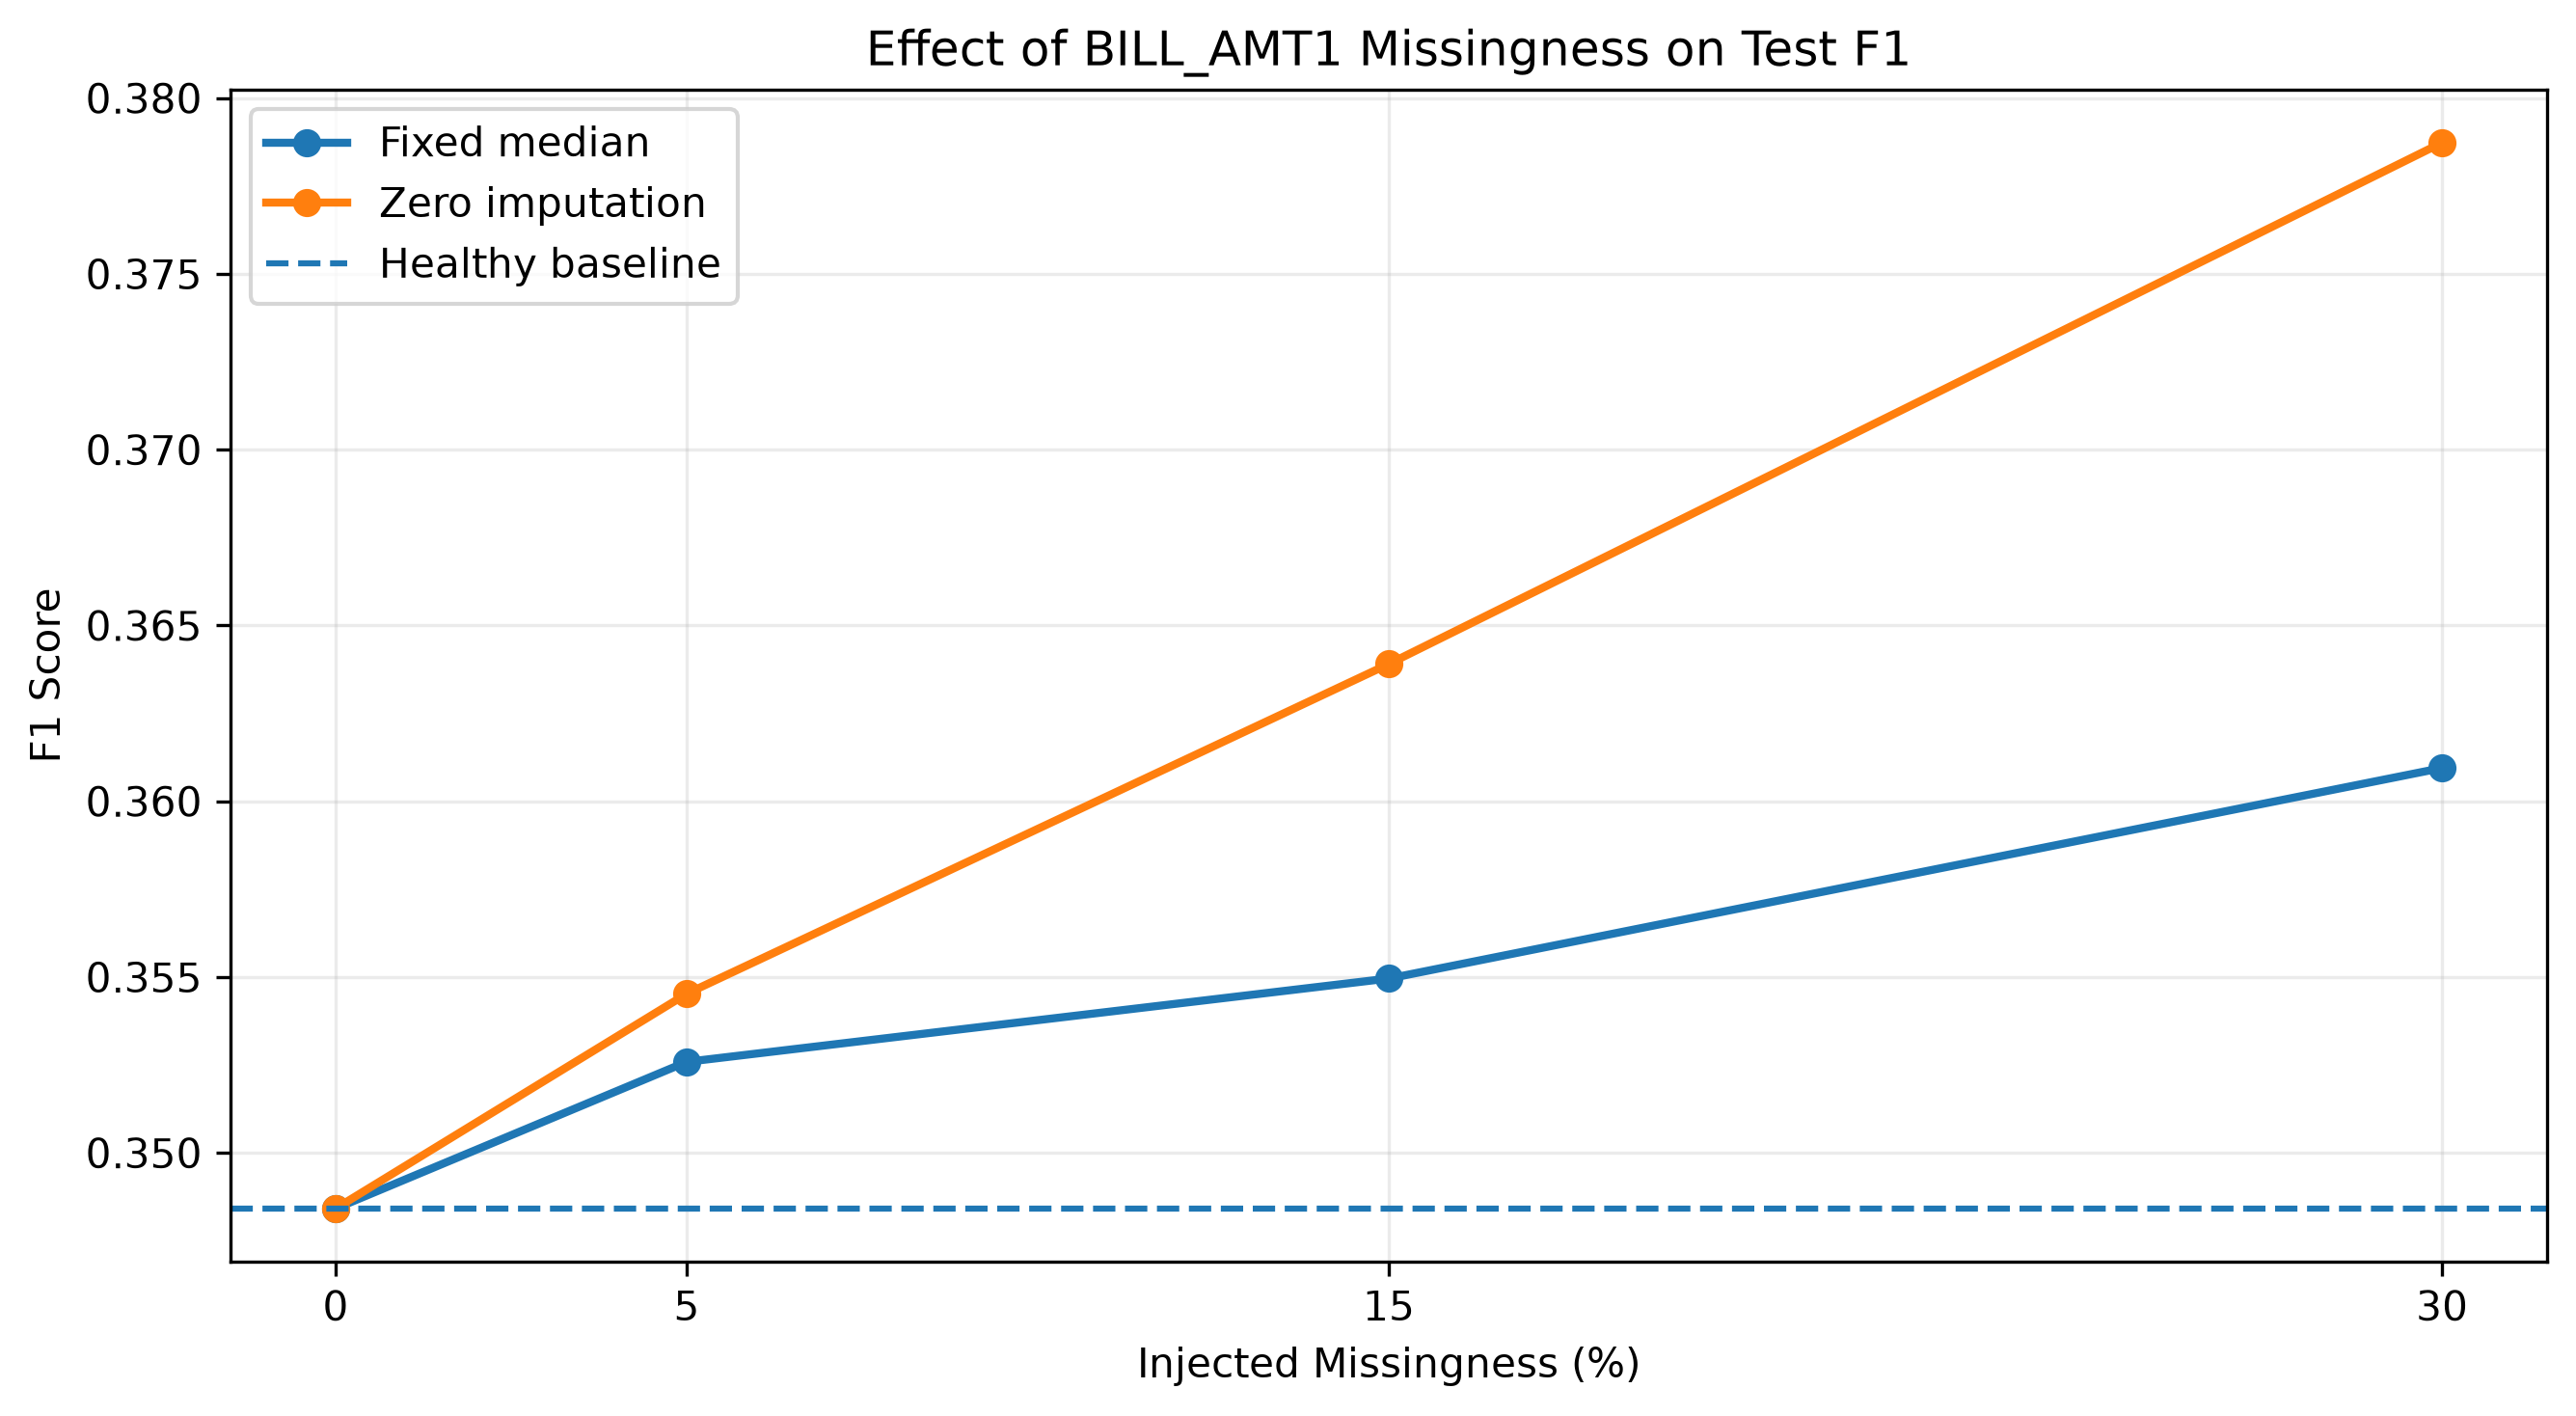 Effect of BILL_AMT1 Missingness on Test F1
0.380
0.375
0.370
0.365
0.360
0.355
0.350
F1 Score
Fixed median
Zero imputation
Healthy baseline
0 5 15 30
Injected Missingness (%)